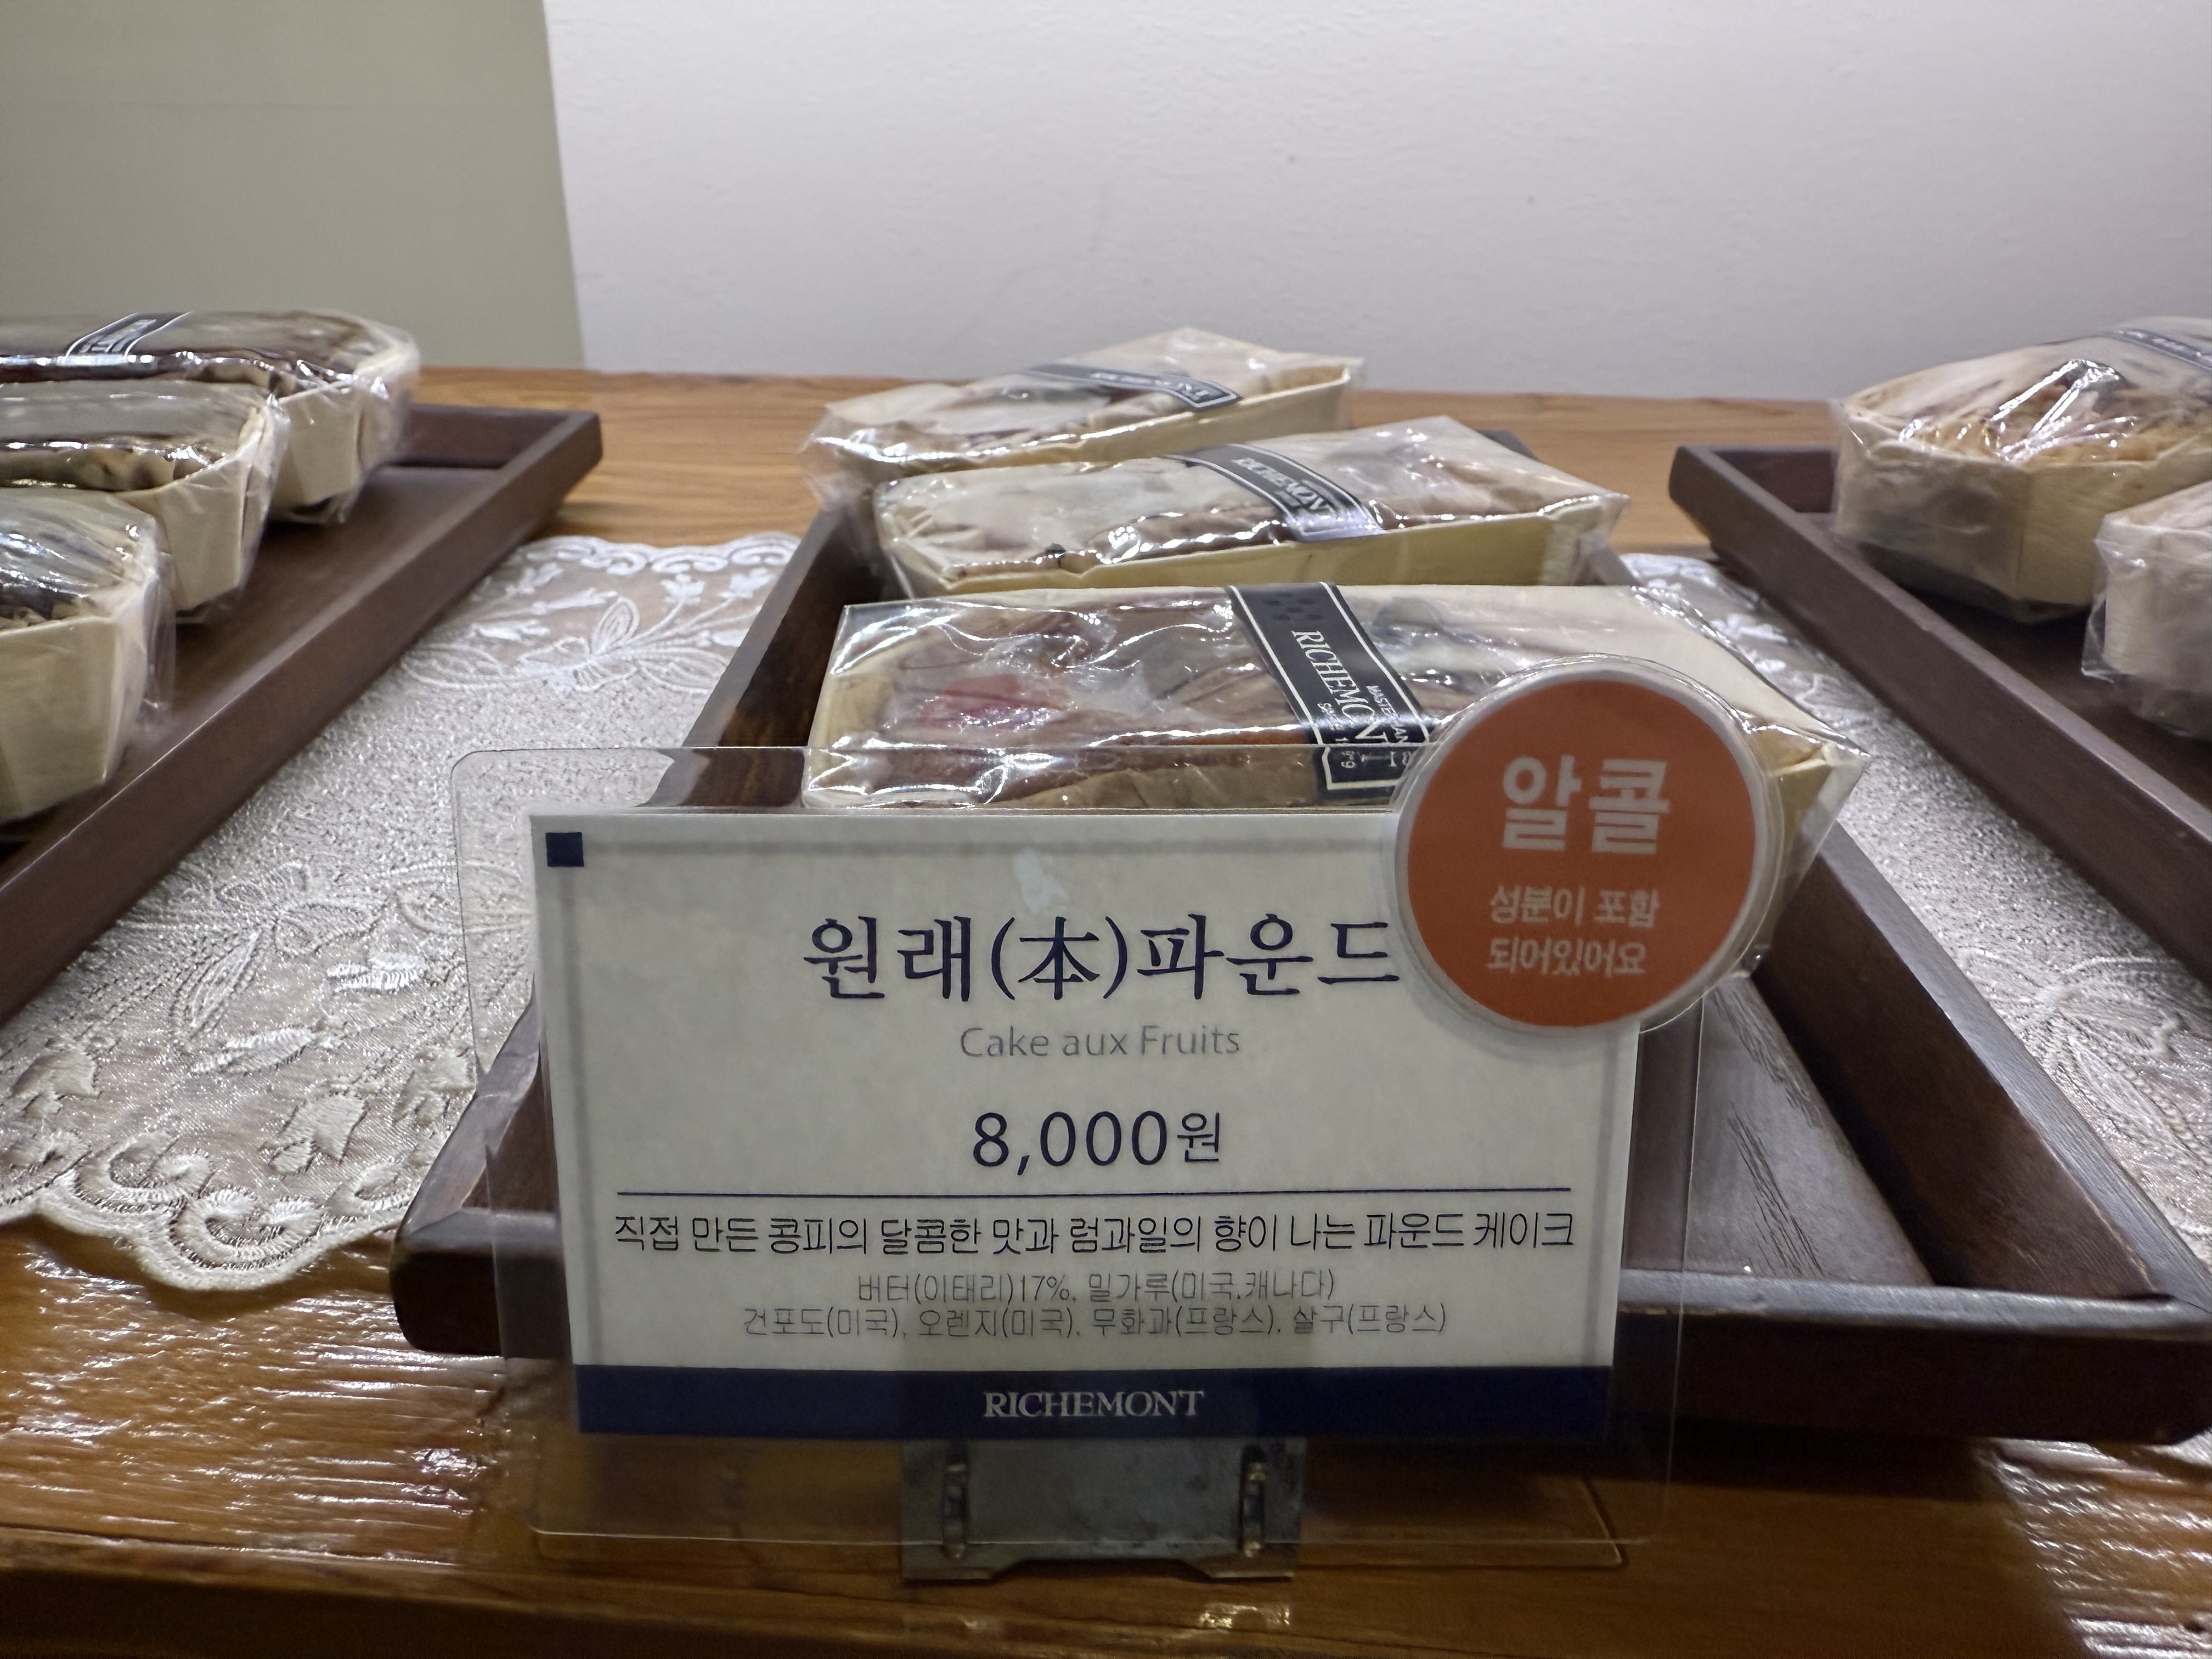 RICHEMONT
RICHEMON
알콜
성분이 포함
되어있어요
원래(本)파운드
Cake aux Fruits
8,000원
직접 만든 콩피의 달콤한 맛과 럼과일의 향이 나는 파운드 케이크
버터(이태리)17%, 밀가루(미국,캐나다)
건포도(미국), 오렌지(미국), 무화과(프랑스), 살구(프랑스)
RICHEMONT